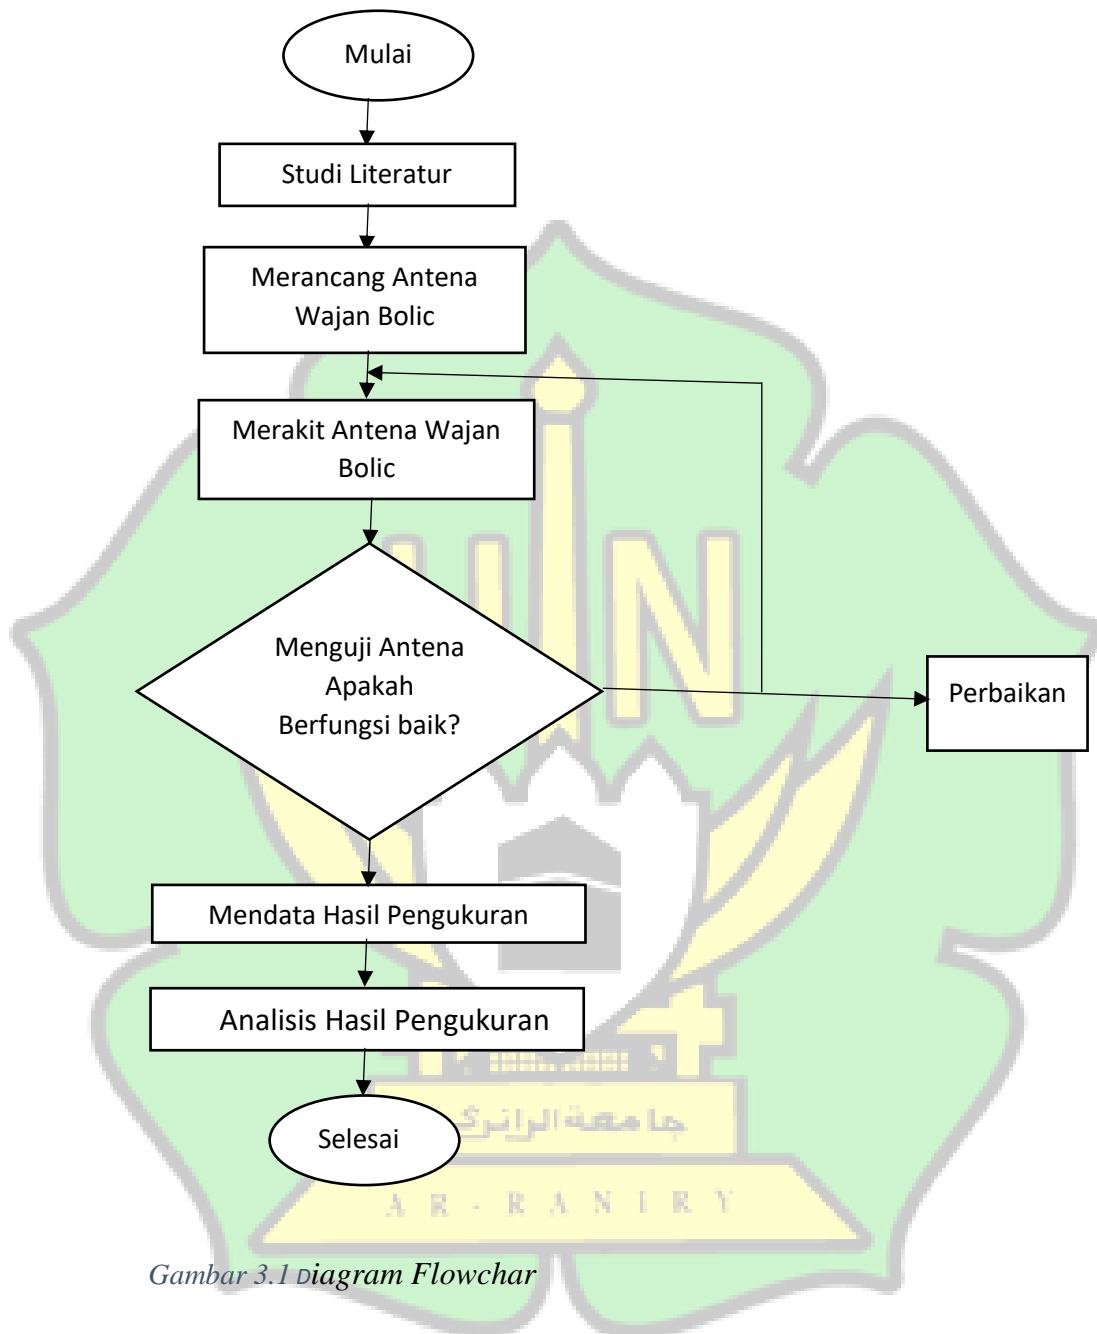 Mulai
Studi Literatur
Merancang Antena
Wajan Bolic
Merakit Antena Wajan
Bolic
Menguji Antena
Apakah
Berfungsi baik?
Perbaikan
Mendata Hasil Pengukuran
Analisis Hasil Pengukuran
Selesai
جامعة الرانري
A R - R A N I R Y
Gambar 3.1 Diagram Flowchar